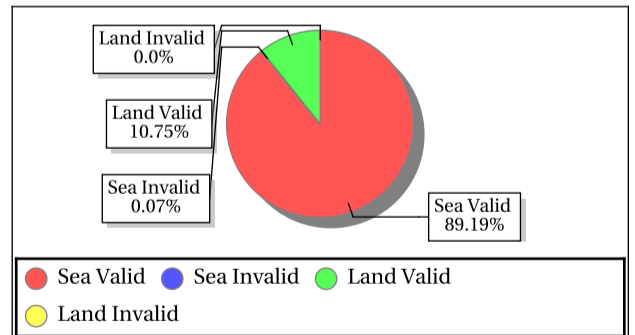 Land Invalid
0.0%
Land Valid
10.75%
Sea Invalid
0.07%
Sea Valid
89.19%
Sea Valid Sea Invalid Land Valid
Land Invalid